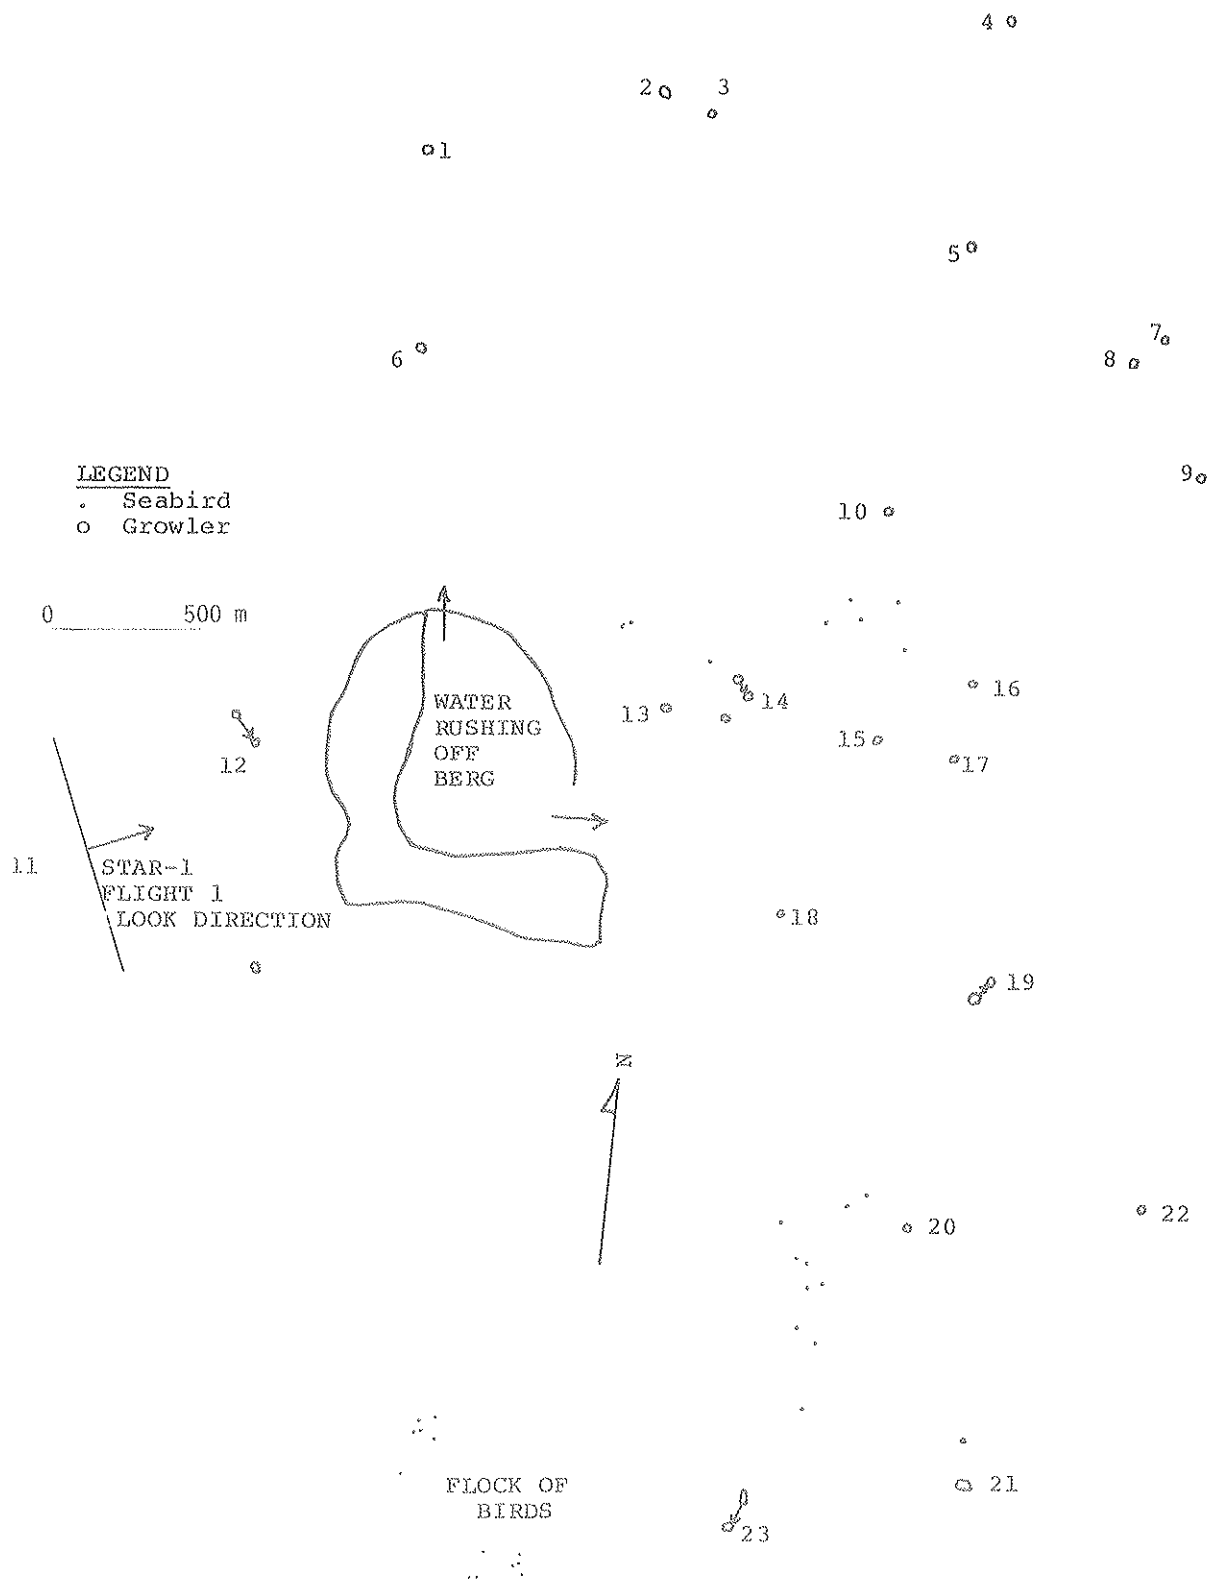 4
2
3
1
5
6
7
8
9
LEGEND
. Seabird
o Growler
10
0 500 m
WATER
RUSHING
OFF
BERG
13
14
16
15
17
12
11
STAR-1
FLIGHT 1
LOOK DIRECTION
18
19
N
20
22
FLOCK OF
BIRDS
21
23